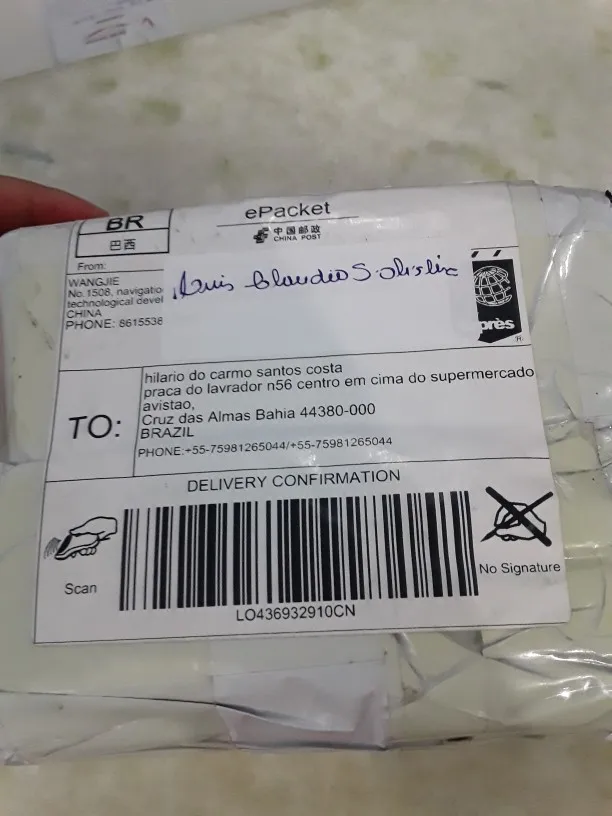 BR
巴西
ePacket
中国邮政
CHINA POST
From:
WANGJIE
No.1508, navigatio
technological devel
CHINA
PHONE: 8615538
près
TO:
hilario do carmo santos costa
praca do lavrador n56 centro em cima do supermercado
avistao,
Cruz das Almas Bahia 44380-000
BRAZIL
PHONE:+55-75981265044/+55-75981265044
DELIVERY CONFIRMATION
Scan
No Signature
LO436932910CN